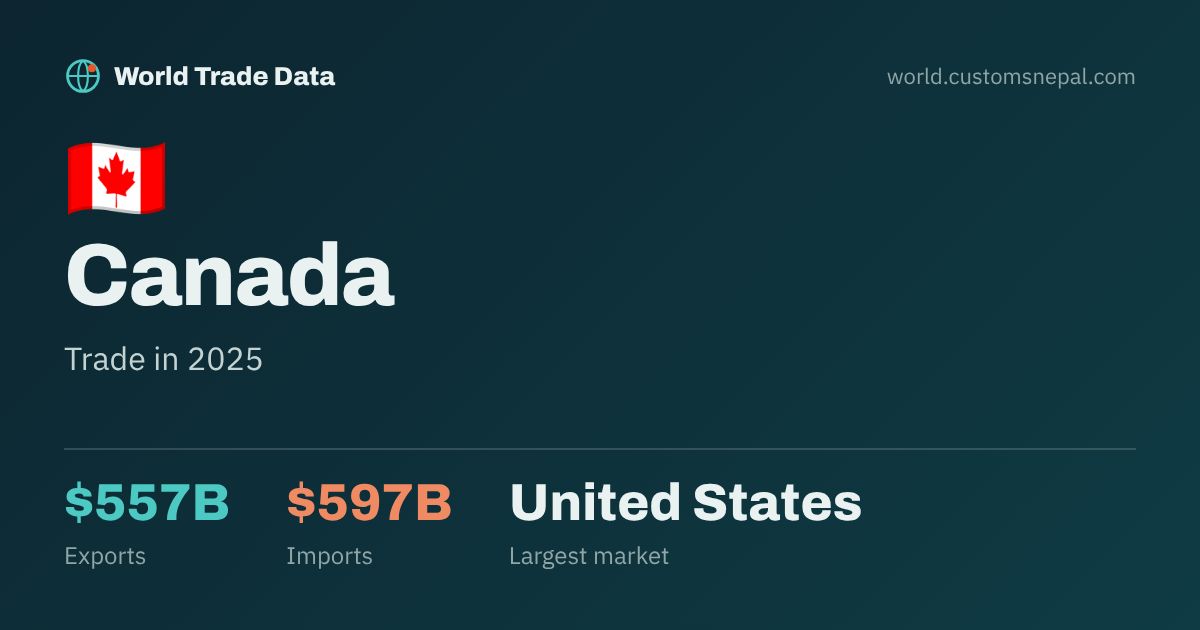 World Trade Data
world.customsnepal.com
Canada
Trade in 2025
$557B
Exports
$597B
Imports
United States
Largest market